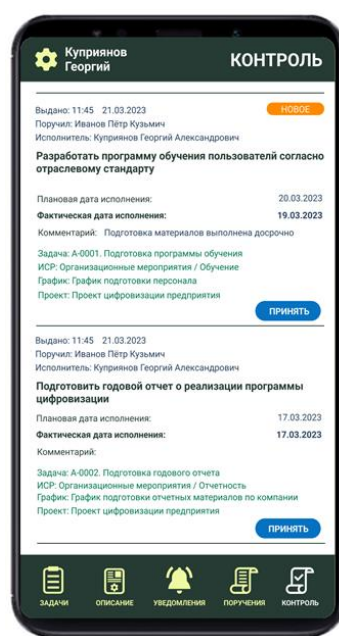 Куприянов
Георгий
КОНТРОЛЬ
Выдано: 11:45 21.03.2023
НОВОЕ
Поручил: Иванов Пётр Кузьмич
Исполнитель: Куприянов Георгий Александрович
Разработать программу обучения пользователей согласно
отраслевому стандарту
Плановая дата исполнения: 20.03.2023
Фактическая дата исполнения: 19.03.2023
Комментарий: Подготовка материалов выполнена досрочно
Задача: А-0001. Подготовка программы обучения
ИСР: Организационные мероприятия / Обучение
График: График подготовки персонала
Проект: Проект цифровизации предприятия
ПРИНЯТЬ
Выдано: 11:45 21.03.2023
Поручил: Иванов Пётр Кузьмич
Исполнитель: Куприянов Георгий Александрович
Подготовить годовой отчет о реализации программы
цифровизации
Плановая дата исполнения: 17.03.2023
Фактическая дата исполнения: 17.03.2023
Комментарий:
Задача: А-0002. Подготовка годового отчета
ИСР: Организационные мероприятия / Отчетность
График: График подготовки отчетных материалов по компании
Проект: Проект цифровизации предприятия
ПРИНЯТЬ
ЗАДАЧИ ОПИСАНИЕ УВЕДОМЛЕНИЯ ПОРУЧЕНИЯ КОНТРОЛЬ